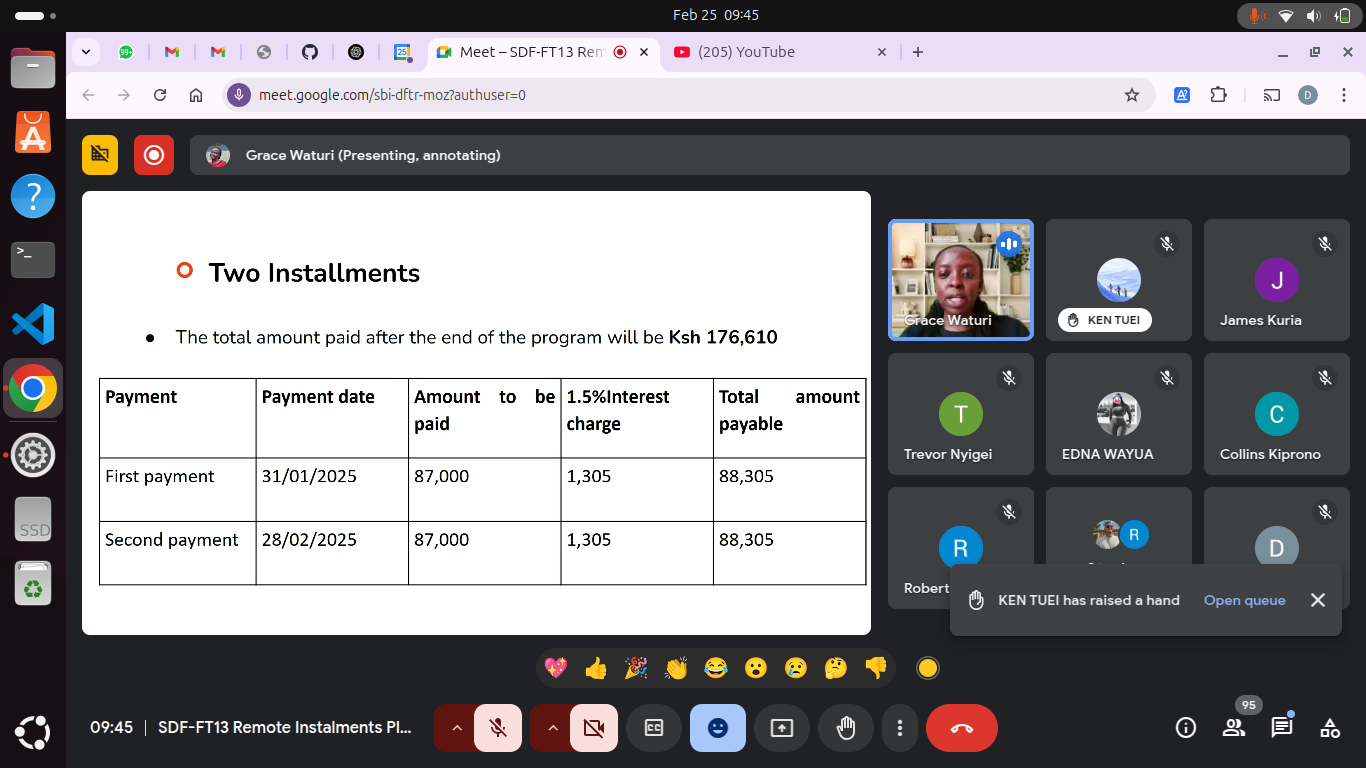 Feb 25 09:45
99+
25
Meet – SDF-FT13 Rem
(205) YouTube
meet.google.com/sbi-dftr-moz?authuser=0
D
Grace Waturi (Presenting, annotating)
Two Installments
The total amount paid after the end of the program will be Ksh 176,610
Payment Payment date Amount to be paid 1.5%Interest charge Total amount payable
First payment 31/01/2025 87,000 1,305 88,305
Second payment 28/02/2025 87,000 1,305 88,305
Grace Waturi
KEN TUEI
J
James Kuria
T
Trevor Nyigei
EDNA WAYUA
C
Collins Kiprono
R
Robert
R
D
KEN TUEI has raised a hand Open queue
SSD
09:45 SDF-FT13 Remote Instalments Pl...
CC
95